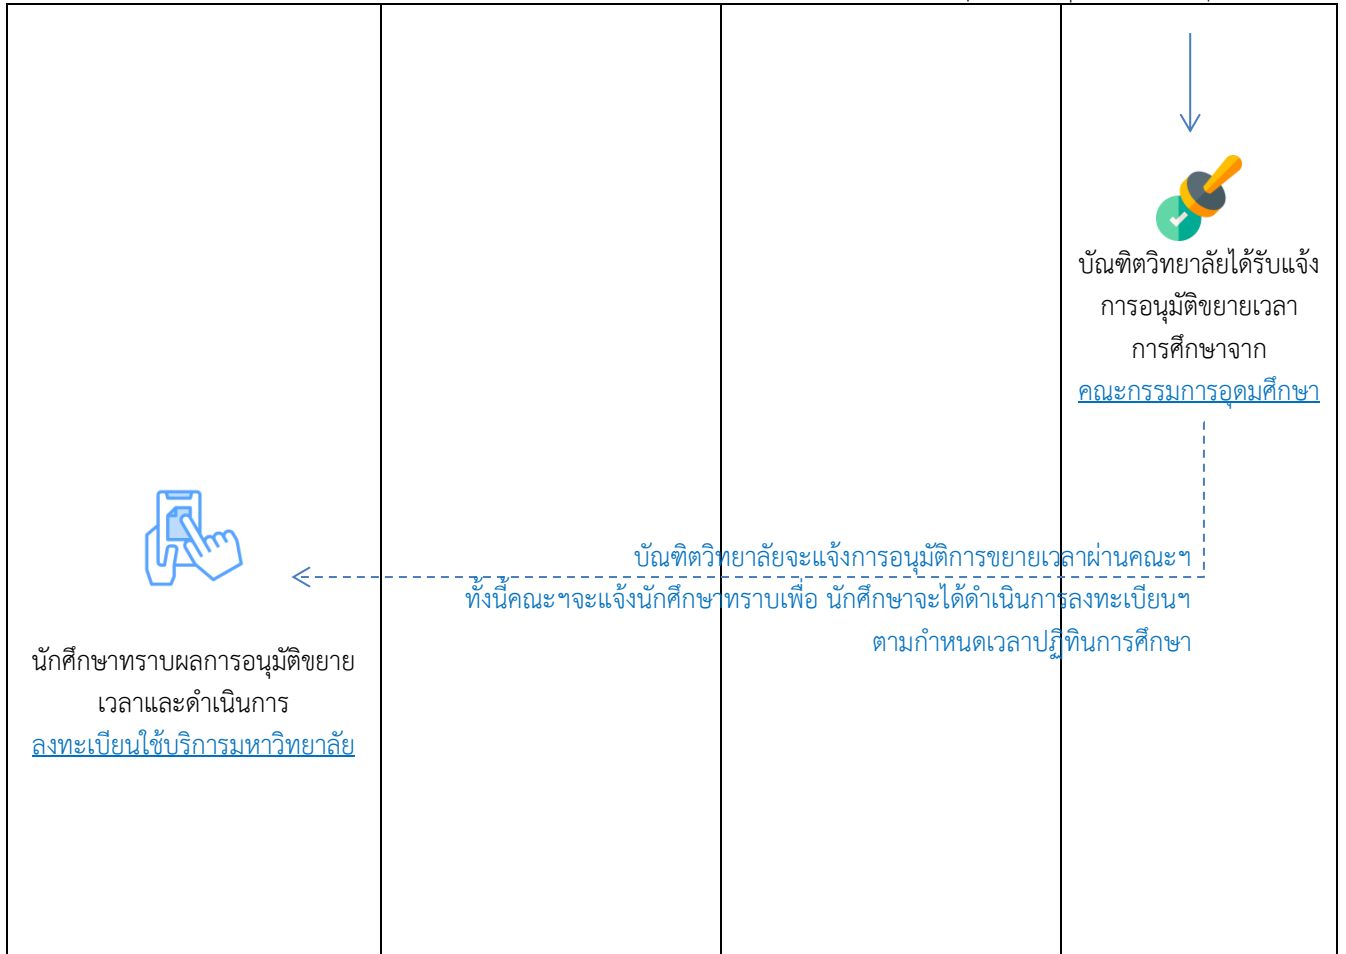 บัณฑิตวิทยาลัยได้รับแจ้ง
การอนุมัติขยายเวลา
การศึกษาจาก
คณะกรรมการอุดมศึกษา
บัณฑิตวิทยาลัยจะแจ้งการอนุมัติการขยายเวลาผ่านคณะฯ
ทั้งนี้คณะฯจะแจ้งนักศึกษาทราบเพื่อ นักศึกษาจะได้ดำเนินการลงทะเบียนฯ
ตามกำหนดเวลาปฏิทินการศึกษา
นักศึกษาทราบผลการอนุมัติขยาย
เวลาและดำเนินการ
ลงทะเบียนใช้บริการมหาวิทยาลัย